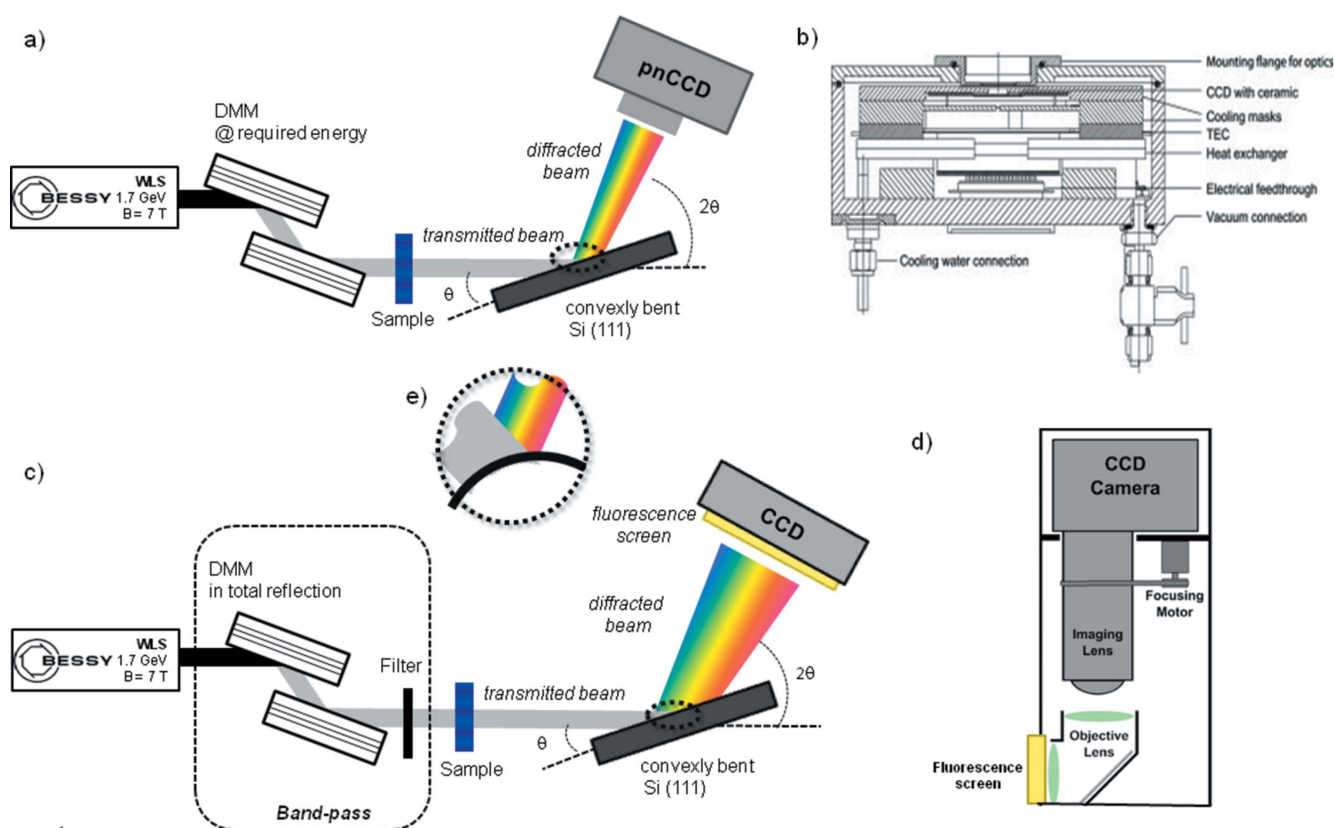 a)
DMM
@ required energy
WLS
BESSY 1.7 GeV
B= 7 T
pnCCD
diffracted
beam
2θ
transmitted beam
θ
Sample
convexly bent
Si (111)
b)
Mounting flange for optics
CCD with ceramic
Cooling masks
TEC
Heat exchanger
Electrical feedthrough
Vacuum connection
Cooling water connection
e)
c)
DMM
in total reflection
WLS
BESSY 1.7 GeV
B= 7 T
Filter
Band-pass
transmitted beam
Sample
θ
fluorescence
screen
CCD
diffracted
beam
2θ
convexly bent
Si (111)
d)
CCD
Camera
Focusing
Motor
Imaging
Lens
Objective
Lens
Fluorescence
screen